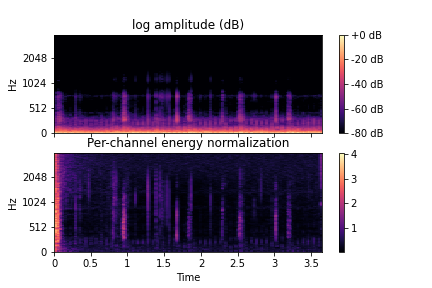 log amplitude (dB)
Hz
2048
1024
512
0
+0 dB
-20 dB
-40 dB
-60 dB
-80 dB
Per-channel energy normalization
Hz
2048
1024
512
0
4
3
2
1
0 0.5 1 1.5 2 2.5 3 3.5
Time